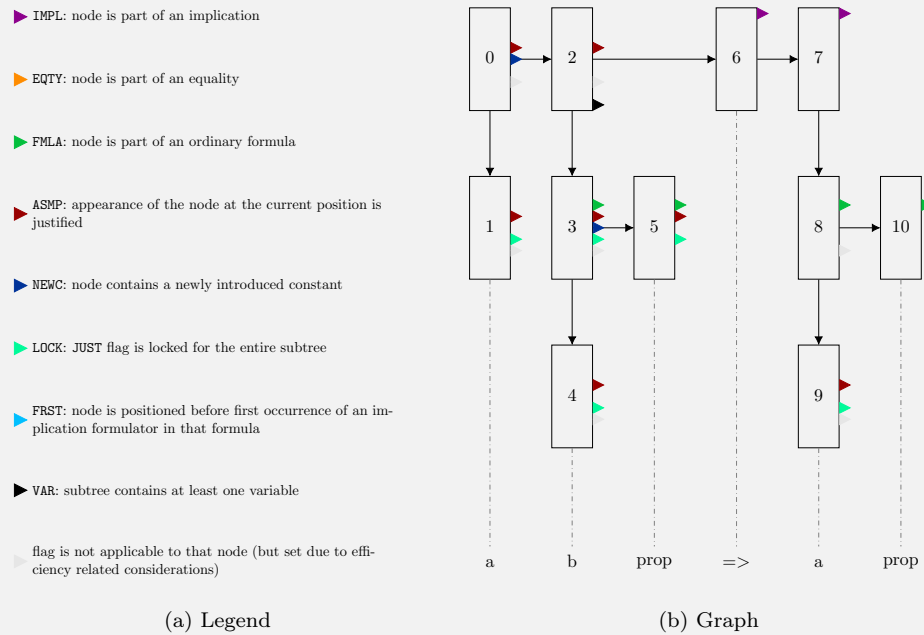 IMPL: node is part of an implication
EQTY: node is part of an equality
FMLA: node is part of an ordinary formula
ASMP: appearance of the node at the current position is
justified
NEWC: node contains a newly introduced constant
LOCK: JUST flag is locked for the entire subtree
FRST: node is positioned before first occurrence of an im-
plication formulator in that formula
VAR: subtree contains at least one variable
flag is not applicable to that node (but set due to effi-
ciency related considerations)
(a) Legend
0 2 6 7
1 3 5 8 10
4 9
a b prop => a prop
(b) Graph